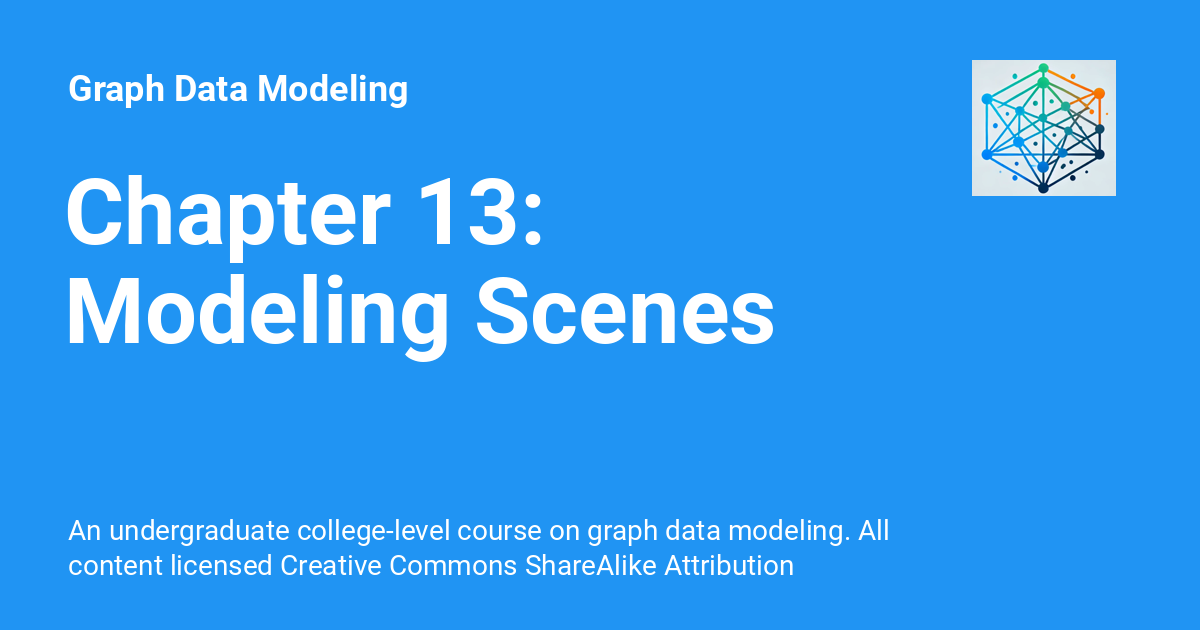 Graph Data Modeling
Chapter 13:
Modeling Scenes
An undergraduate college-level course on graph data modeling. All
content licensed Creative Commons ShareAlike Attribution